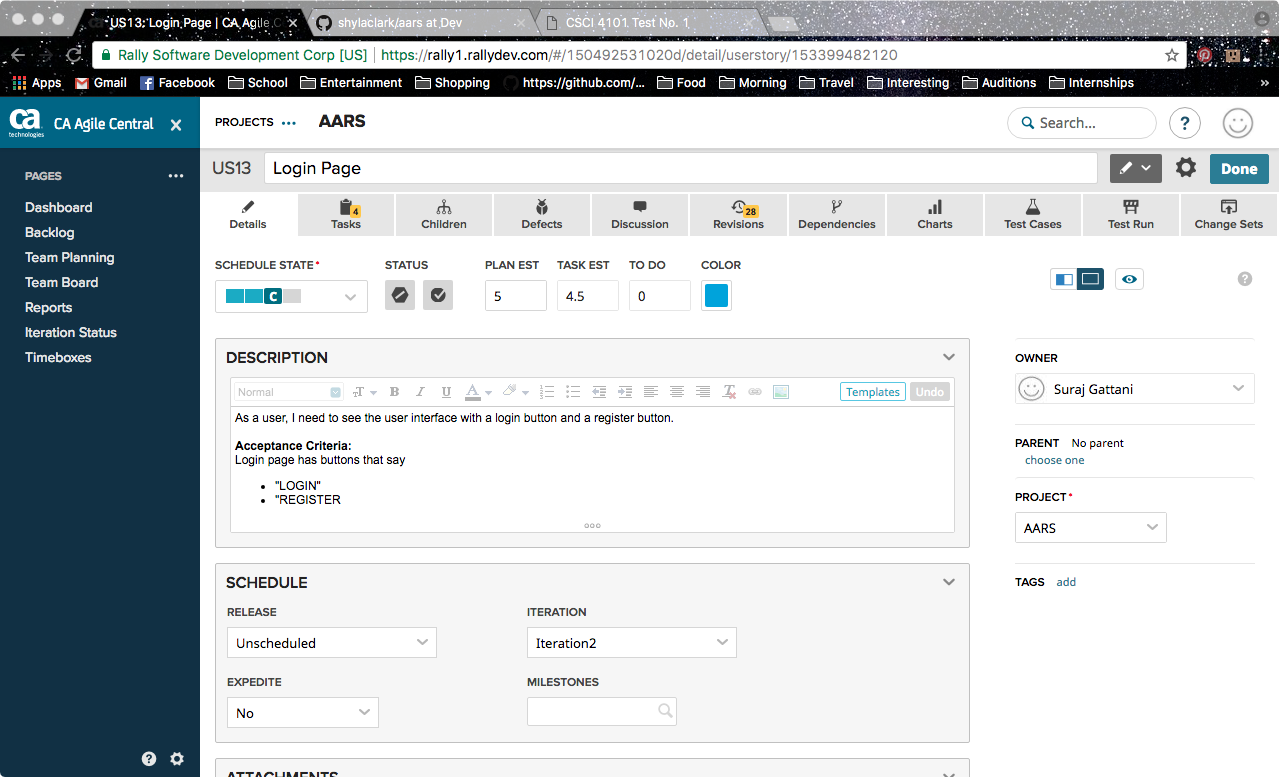 US13: Login Page | CA Agile C
shylaclark/aars at Dev
CSCI 4101 Test No. 1
Rally Software Development Corp [US] | https://rally1.rallydev.com/#/150492531020d/detail/userstory/153399482120
Apps Gmail Facebook School Entertainment Shopping https://github.com/... Food Morning Travel Interesting Auditions Internships »
ca technologies CA Agile Central
PROJECTS ••• AARS Search... ?
PAGES •••
Dashboard
Backlog
Team Planning
Team Board
Reports
Iteration Status
Timeboxes
US13 Login Page Done
Details Tasks 4 Children Defects Discussion Revisions 28 Dependencies Charts Test Cases Test Run Change Sets
SCHEDULE STATE* STATUS PLAN EST TASK EST TO DO COLOR
C 5 4.5 0
DESCRIPTION
Normal B I U A Templates Undo
As a user, I need to see the user interface with a login button and a register button.
Acceptance Criteria:
Login page has buttons that say
• "LOGIN"
• "REGISTER
OWNER
Suraj Gattani
PARENT No parent
choose one
PROJECT*
AARS
TAGS add
SCHEDULE
RELEASE ITERATION
Unscheduled Iteration2
EXPEDITE MILESTONES
No
ATTACHMENTS